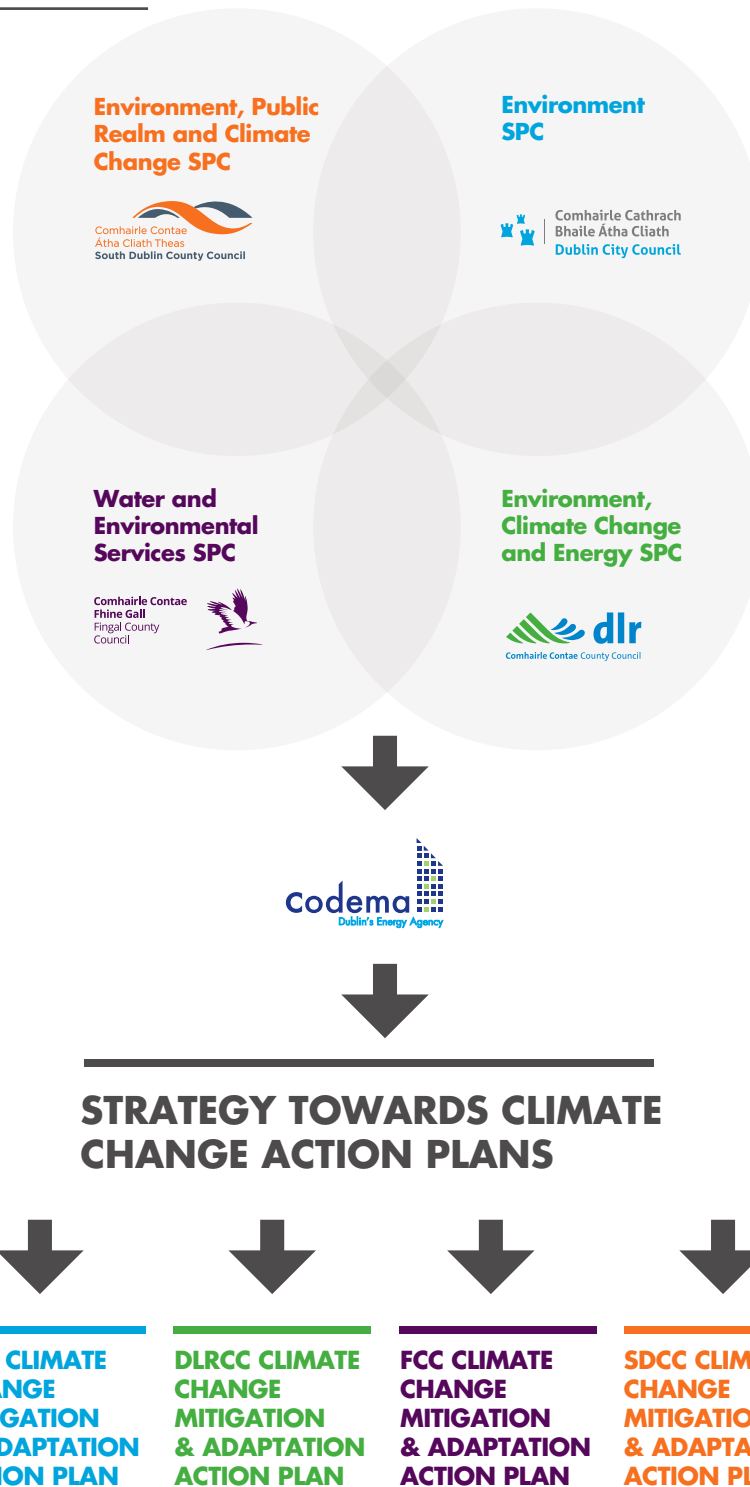 Environment, Public
Realm and Climate
Change SPC
Comhairle Contae
Átha Cliath Theas
South Dublin County Council
Environment
SPC
Comhairle Cathrach
Bhaile Átha Cliath
Dublin City Council
Water and
Environmental
Services SPC
Comhairle Contae
Fhine Gall
Fingal County
Council
Environment,
Climate Change
and Energy SPC
dlr
Comhairle Contae County Council
codema
Dublin's Energy Agency
STRATEGY TOWARDS CLIMATE
CHANGE ACTION PLANS
CLIMATE
DLRCC CLIMATE
CHANGE
MITIGATION
& ADAPTATION
ACTION PLAN
FCC CLIMATE
CHANGE
MITIGATION
& ADAPTATION
ACTION PLAN
SDCC
CHANGE
&
ACTION